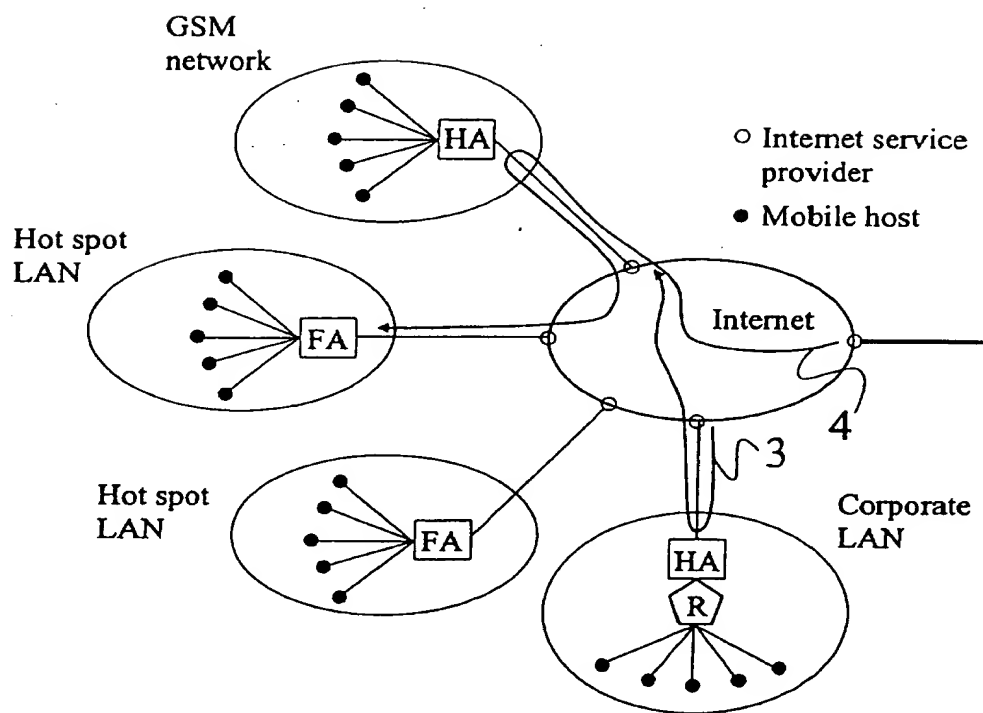 GSM
network
HA
Internet service
provider
Mobile host
Hot spot
LAN
FA
Internet
4
3
Hot spot
LAN
FA
Corporate
LAN
HA
R